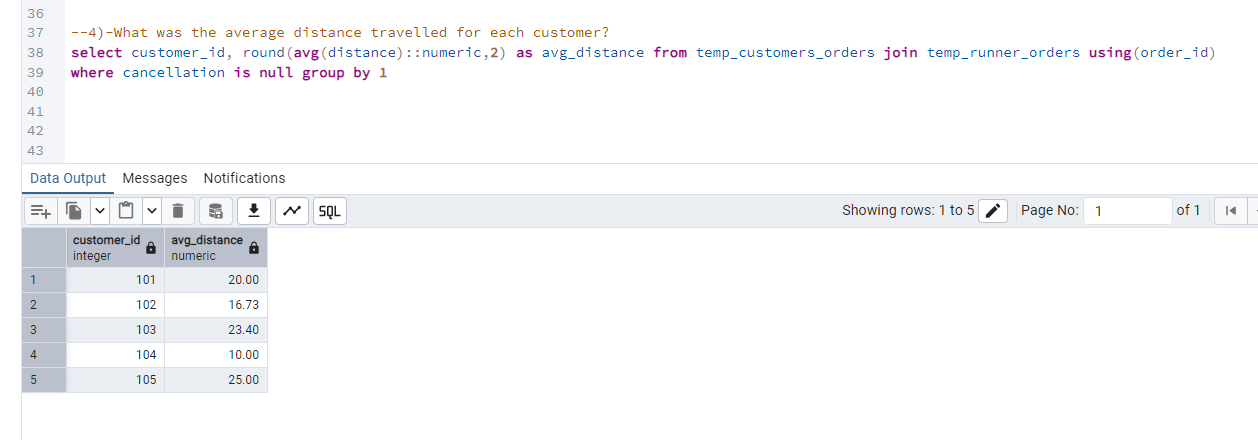 36
37 --4)-What was the average distance travelled for each customer?
38 select customer_id, round(avg(distance)::numeric,2) as avg_distance from temp_customers_orders join temp_runner_orders using(order_id)
39 where cancellation is null group by 1
40
41
42
43
Data Output Messages Notifications
SQL Showing rows: 1 to 5 Page No: 1 of 1
customer_id avg_distance
integer numeric
1 101 20.00
2 102 16.73
3 103 23.40
4 104 10.00
5 105 25.00